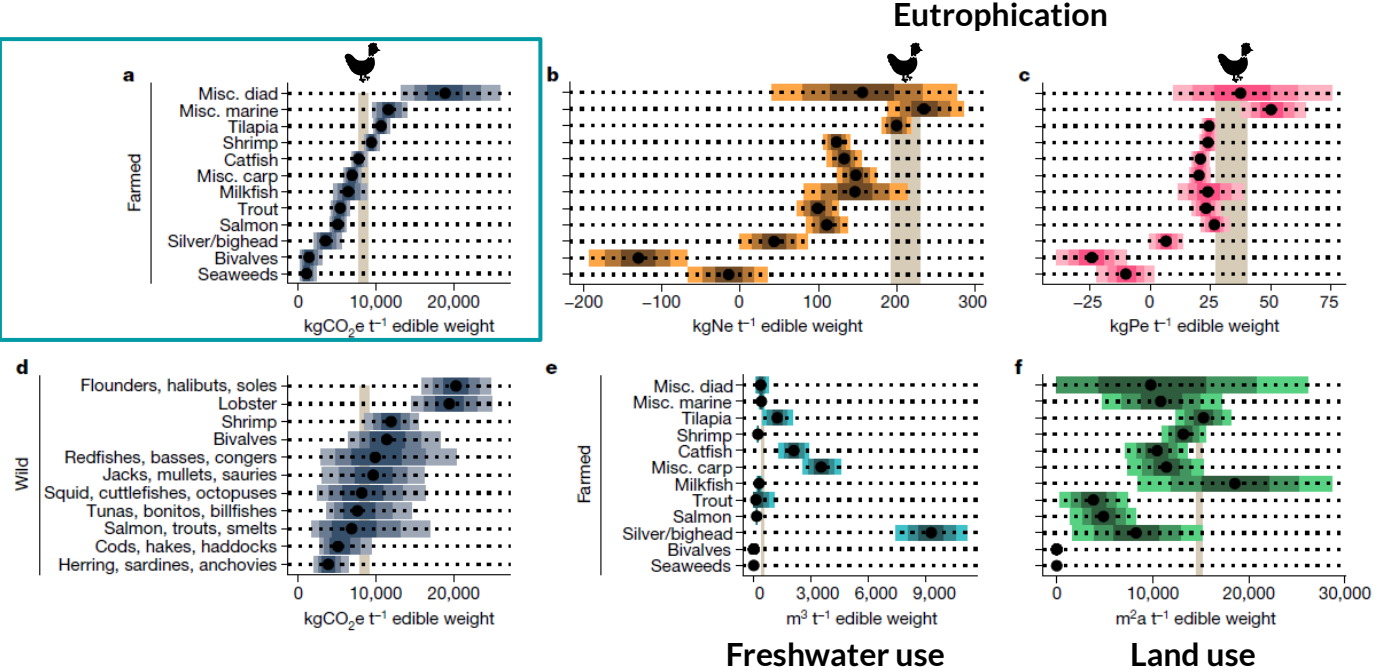 Eutrophication
a
Farmed
Misc. diad
Misc. marine
Tilapia
Shrimp
Catfish
Misc. carp
Milkfish
Trout
Salmon
Silver/bighead
Bivalves
Seaweeds
0 10,000 20,000
kgCO2e t−1 edible weight
b
−200 −100 0 100 200 300
kgNe t−1 edible weight
c
−25 0 25 50 75
kgPe t−1 edible weight
d
Wild
Flounders, halibuts, soles
Lobster
Shrimp
Bivalves
Redfishes, basses, congers
Jacks, mullets, sauries
Squid, cuttlefishes, octopuses
Tunas, bonitos, billfishes
Salmon, trouts, smelts
Cods, hakes, haddocks
Herring, sardines, anchovies
0 10,000 20,000
kgCO2e t−1 edible weight
e
Farmed
Misc. diad
Misc. marine
Tilapia
Shrimp
Catfish
Misc. carp
Milkfish
Trout
Salmon
Silver/bighead
Bivalves
Seaweeds
0 3,000 6,000 9,000
m3 t−1 edible weight
Freshwater use
f
0 10,000 20,000 30,000
m2a t−1 edible weight
Land use